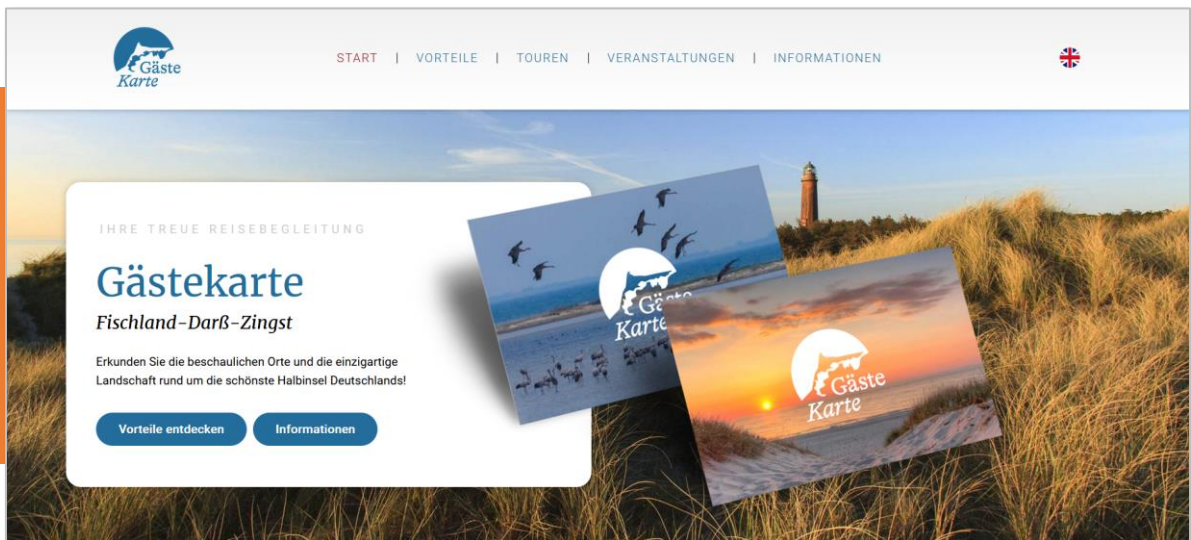 Gäste
Karte
START | VORTEILE | TOUREN | VERANSTALTUNGEN | INFORMATIONEN
IHRE TREUE REISEBEGLEITUNG
Gästekarte
Fischland-Darß-Zingst
Erkunden Sie die beschaulichen Orte und die einzigartige
Landschaft rund um die schönste Halbinsel Deutschlands!
Vorteile entdecken
Informationen
Gäste
Karte
Gäste
Karte